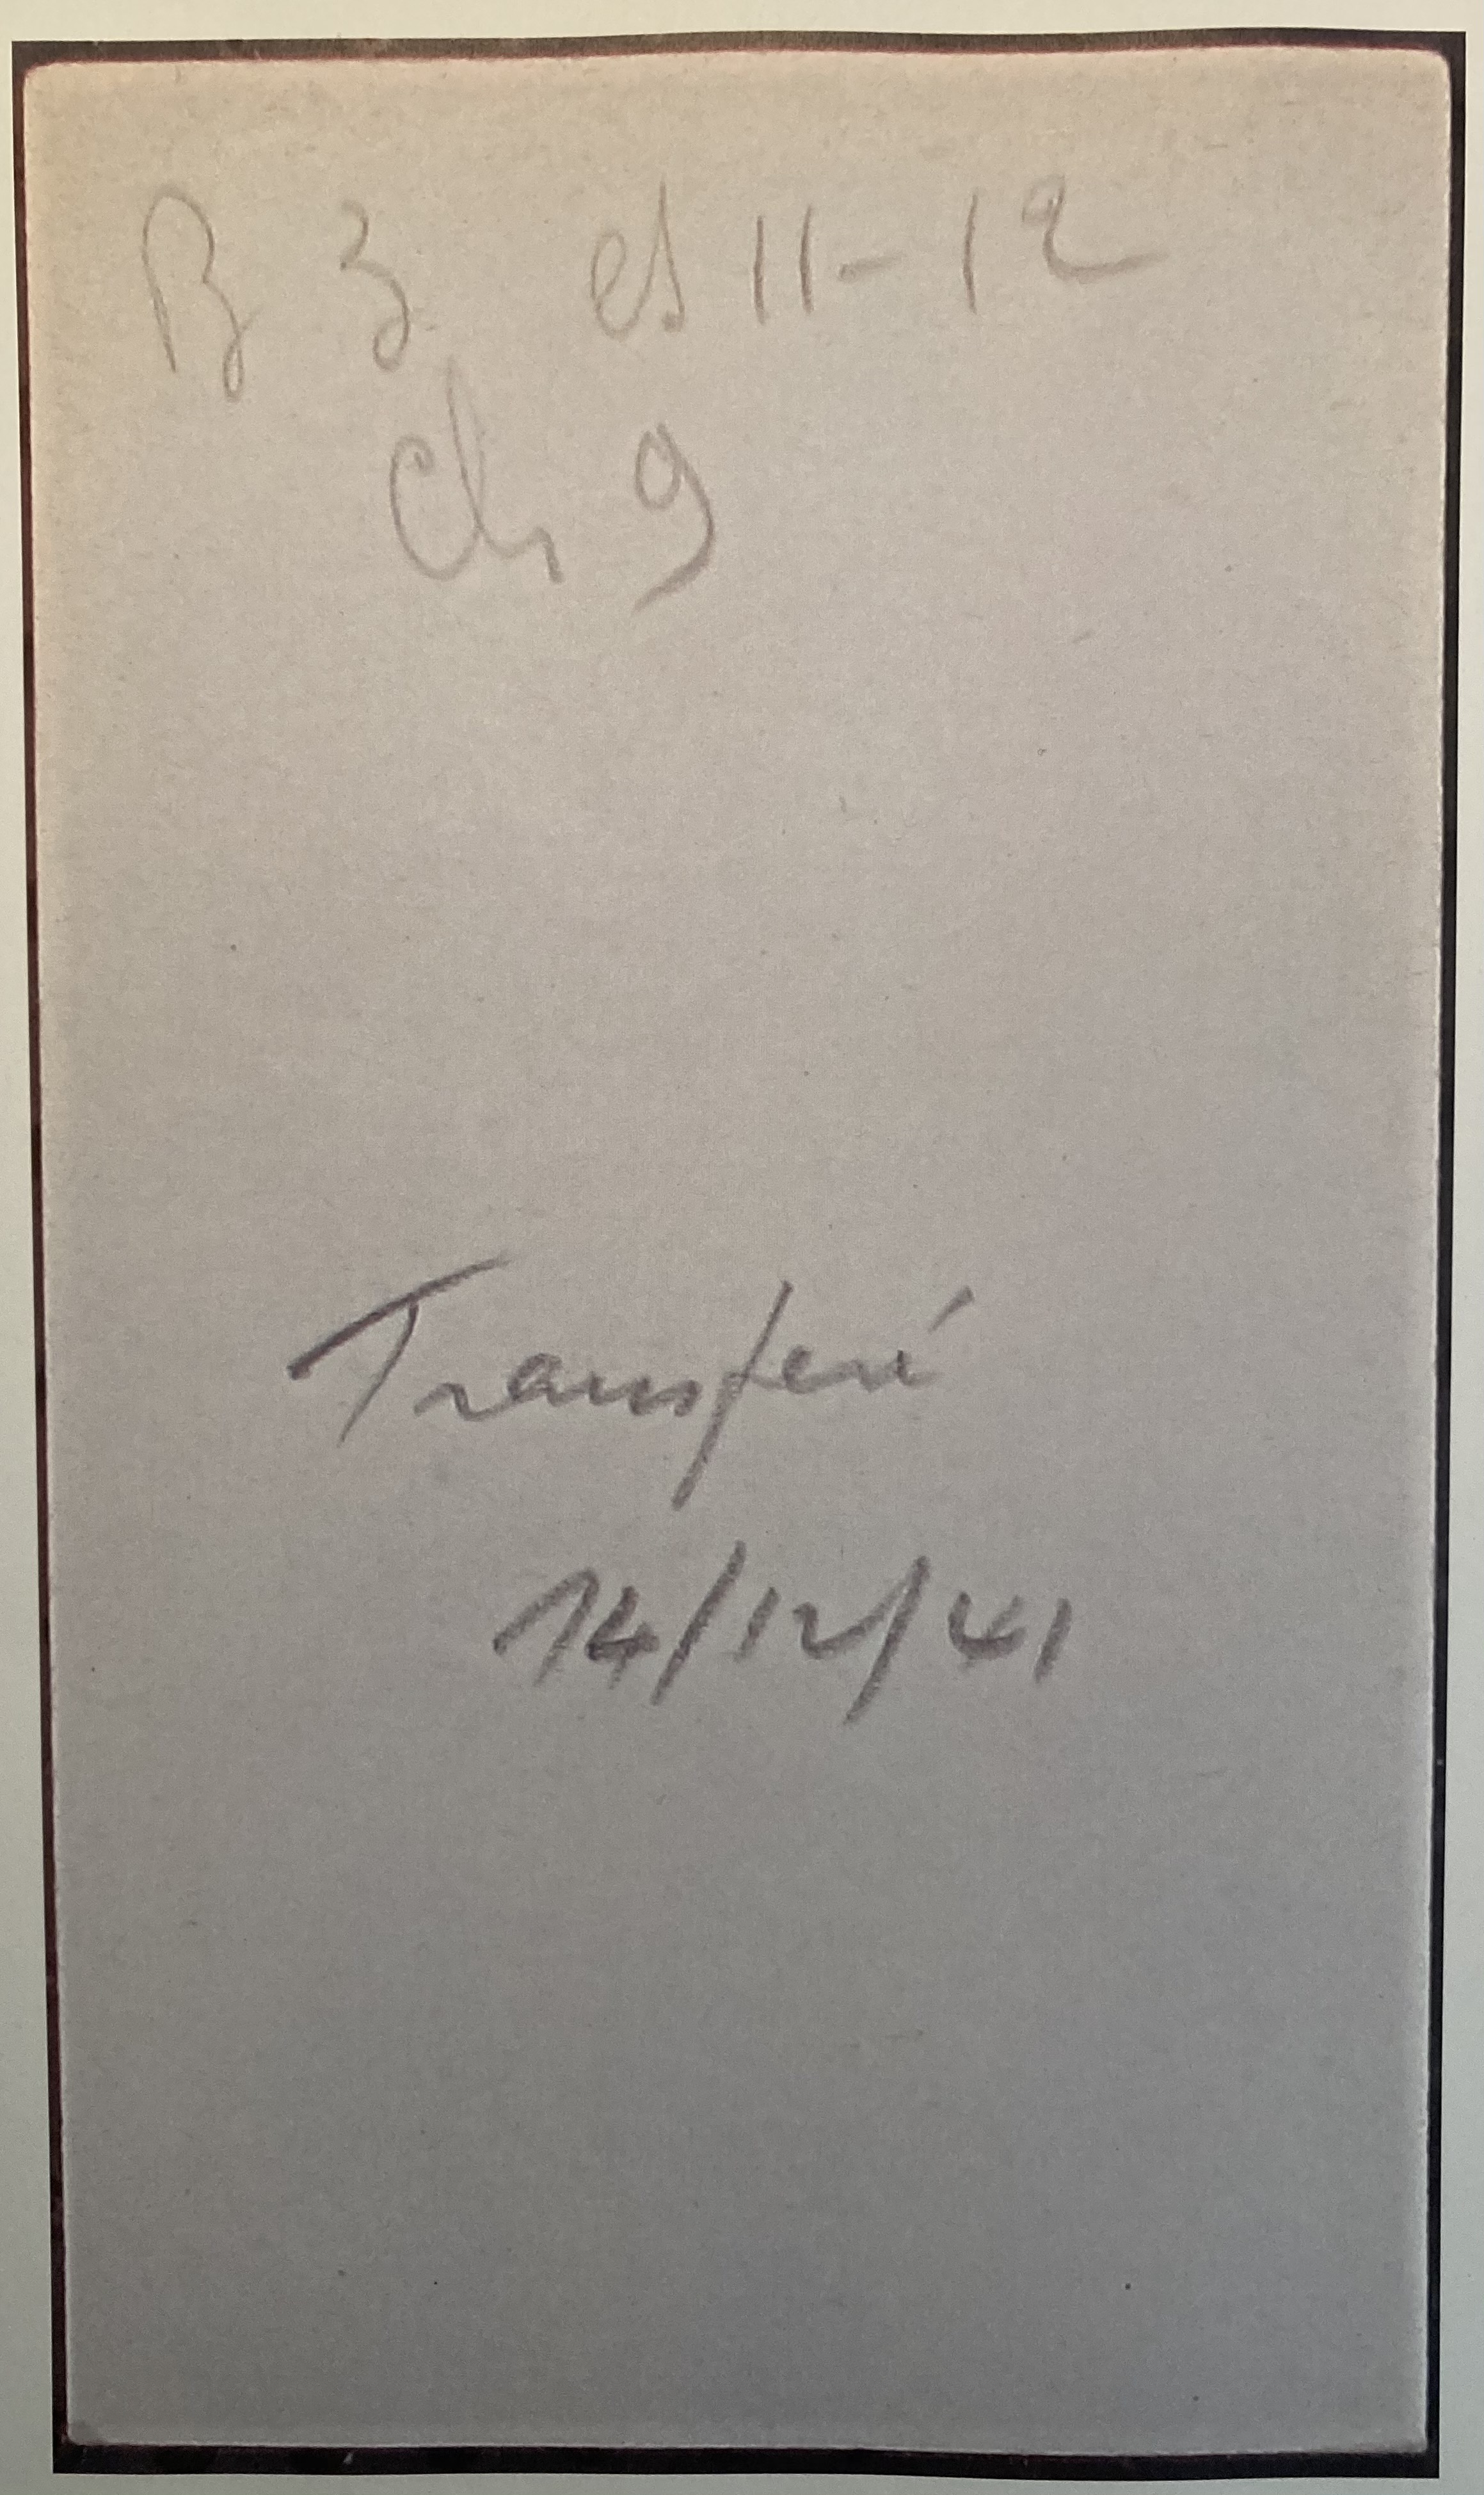 B 3 es 11-12
Ch 9
Transféré
14/12/41